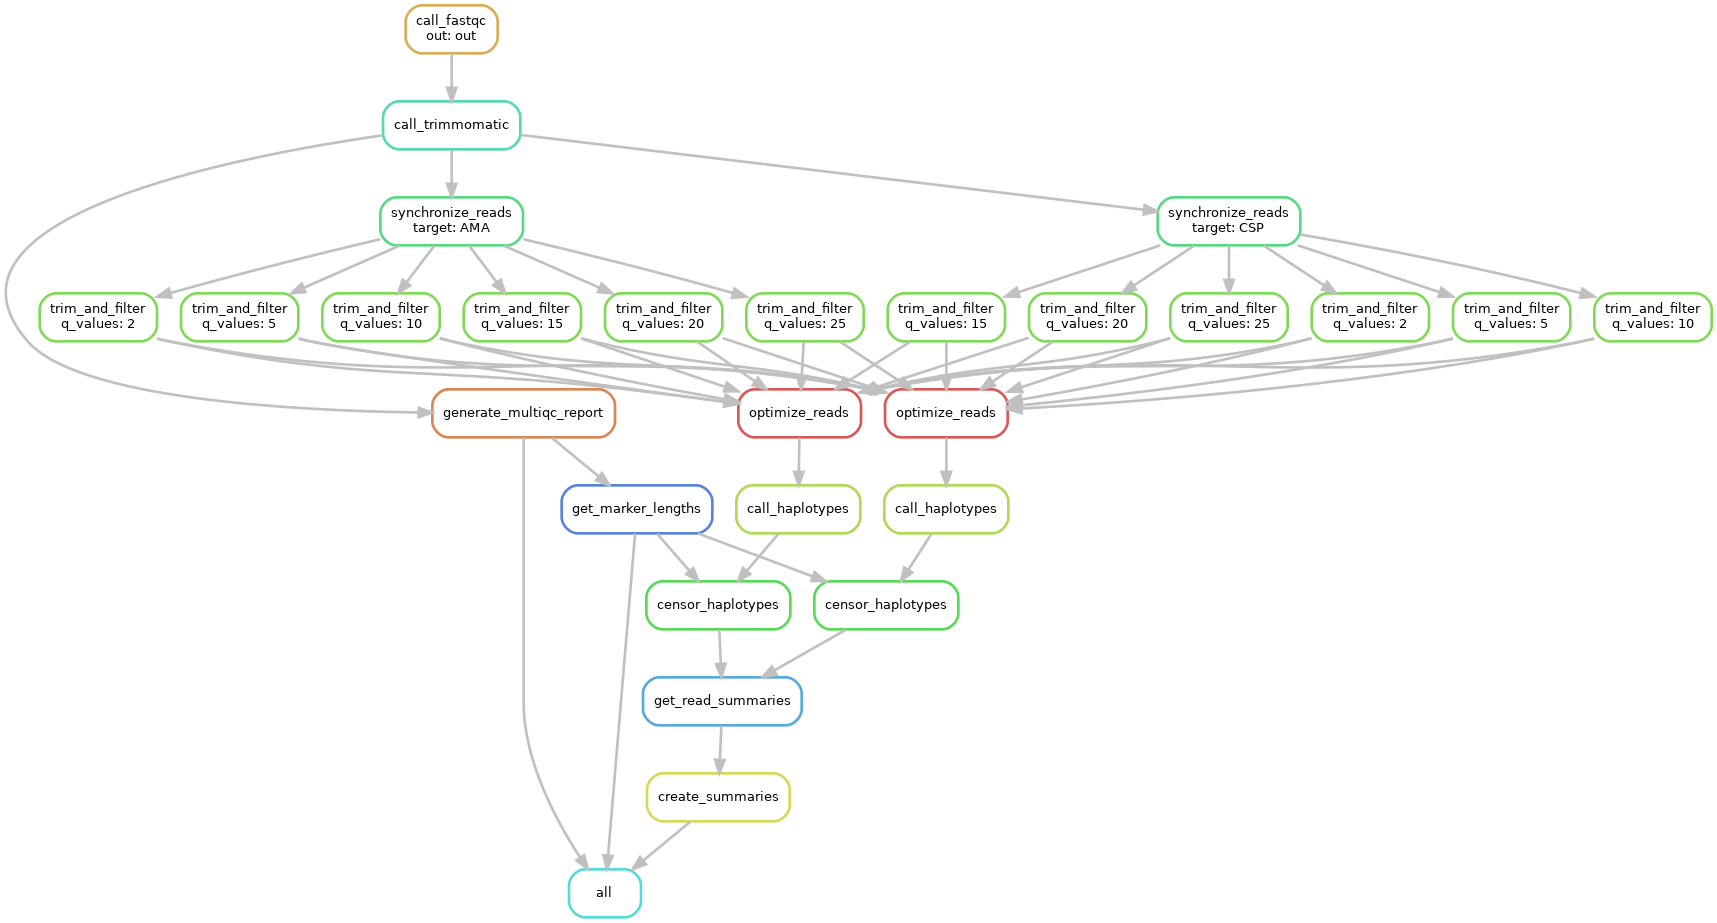 call_fastqc
out: out
call_trimmomatic
synchronize_reads
target: AMA
synchronize_reads
target: CSP
trim_and_filter
q_values: 2
trim_and_filter
q_values: 5
trim_and_filter
q_values: 10
trim_and_filter
q_values: 15
trim_and_filter
q_values: 20
trim_and_filter
q_values: 25
trim_and_filter
q_values: 15
trim_and_filter
q_values: 20
trim_and_filter
q_values: 25
trim_and_filter
q_values: 2
trim_and_filter
q_values: 5
trim_and_filter
q_values: 10
generate_multiqc_report
optimize_reads
optimize_reads
get_marker_lengths
call_haplotypes
call_haplotypes
censor_haplotypes
censor_haplotypes
get_read_summaries
create_summaries
all